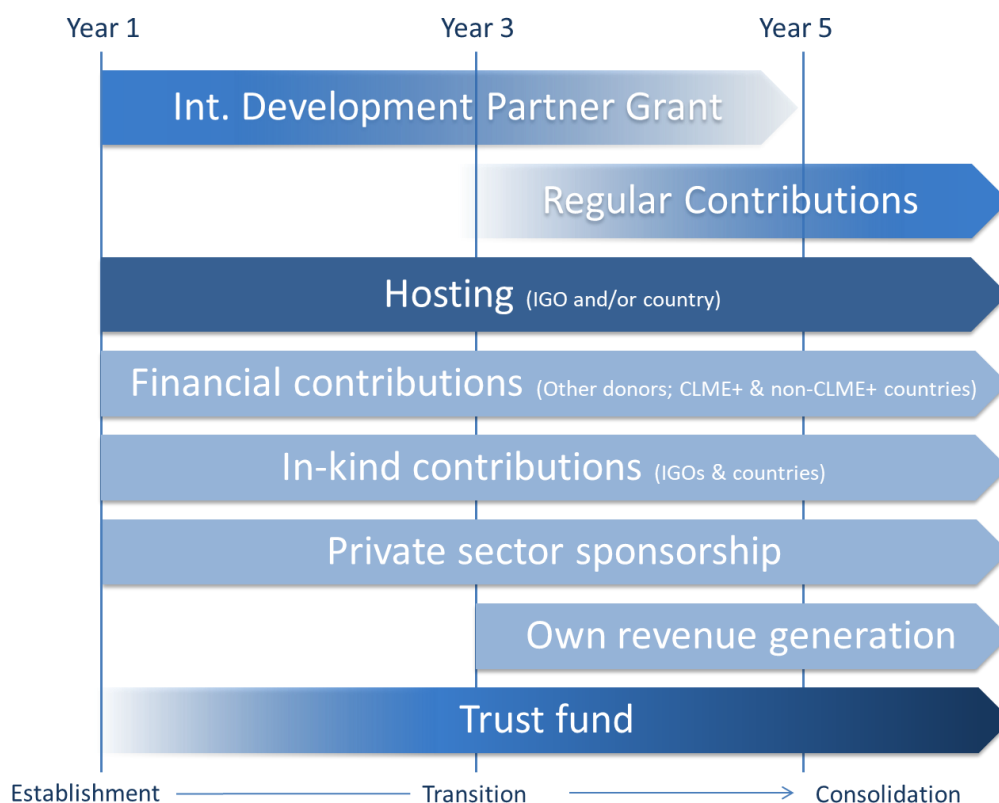 Year 1 Year 3 Year 5
Int. Development Partner Grant
Regular Contributions
Hosting (IGO and/or country)
Financial contributions (Other donors; CLME+ & non-CLME+ countries)
In-kind contributions (IGOs & countries)
Private sector sponsorship
Own revenue generation
Trust fund
Establishment Transition Consolidation